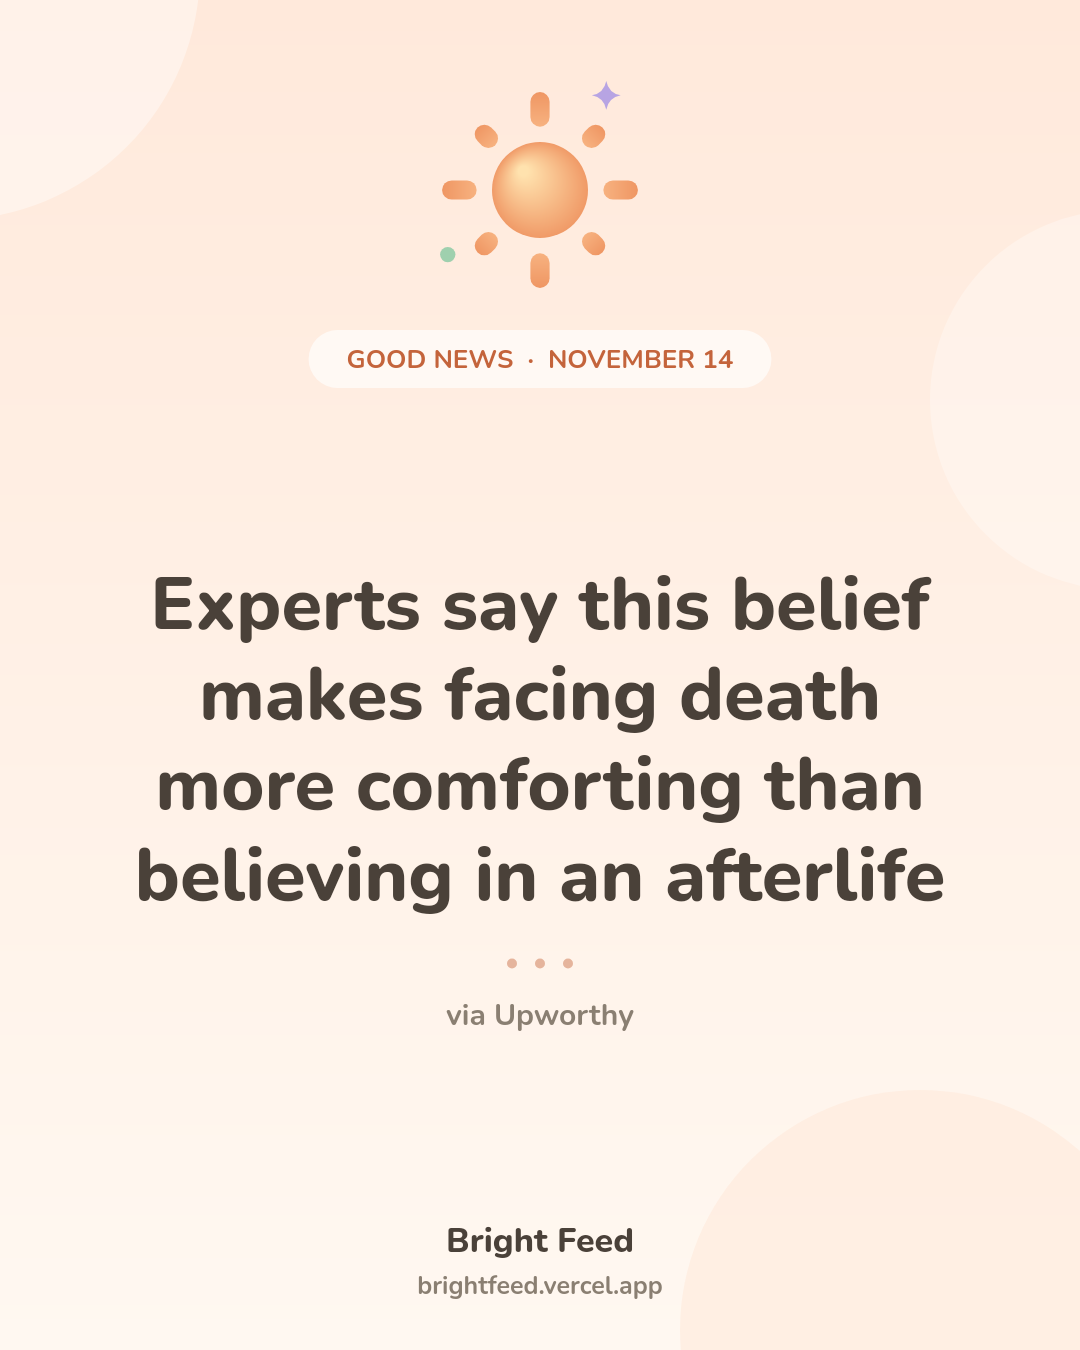 GOOD NEWS · NOVEMBER 14
Experts say this belief
makes facing death
more comforting than
believing in an afterlife
via Upworthy
Bright Feed
brightfeed.vercel.app